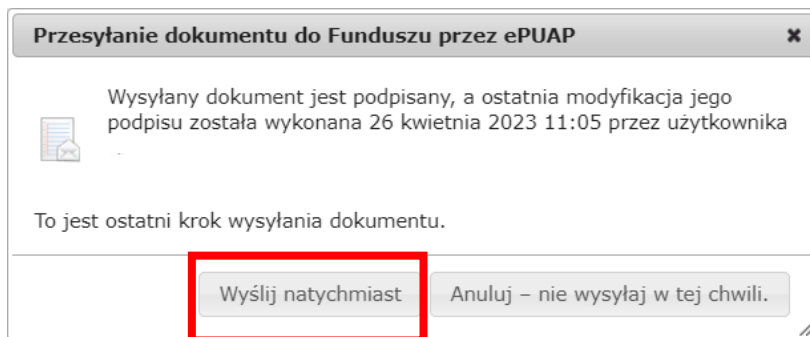 Przesyłanie dokumentu do Funduszu przez ePUAP
Wysyłany dokument jest podpisany, a ostatnia modyfikacja jego
podpisu została wykonana 26 kwietnia 2023 11:05 przez użytkownika
To jest ostatni krok wysyłania dokumentu.
Wyślij natychmiast
Anuluj – nie wysyłaj w tej chwili.